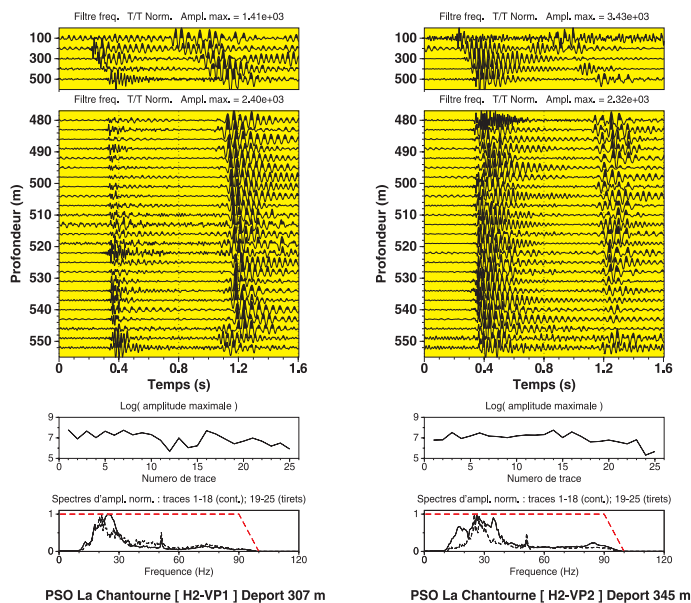 Filtre freq. T/T Norm. Ampl. max. = 1.41e+03
100
300
500
Filtre freq. T/T Norm. Ampl. max. = 2.40e+03
480
490
500
510
520
530
540
550
Profondeur (m)
0 0.4 0.8 1.2 1.6
Temps (s)
Log( amplitude maximale )
9
7
5
0 5 10 15 20 25 30
Numero de trace
Spectres d'ampl. norm. : traces 1-18 (cont.); 19-25 (tirets)
1
0
0 30 60 90 120
Frequence (Hz)
PSO La Chantourne [ H2-VP1 ] Deport 307 m
Filtre freq. T/T Norm. Ampl. max. = 3.43e+03
100
300
500
Filtre freq. T/T Norm. Ampl. max. = 2.32e+03
480
490
500
510
520
530
540
550
Profondeur (m)
0 0.4 0.8 1.2 1.6
Temps (s)
Log( amplitude maximale )
9
7
5
0 5 10 15 20 25 30
Numero de trace
Spectres d'ampl. norm. : traces 1-18 (cont.); 19-25 (tirets)
1
0
0 30 60 90 120
Frequence (Hz)
PSO La Chantourne [ H2-VP2 ] Deport 345 m